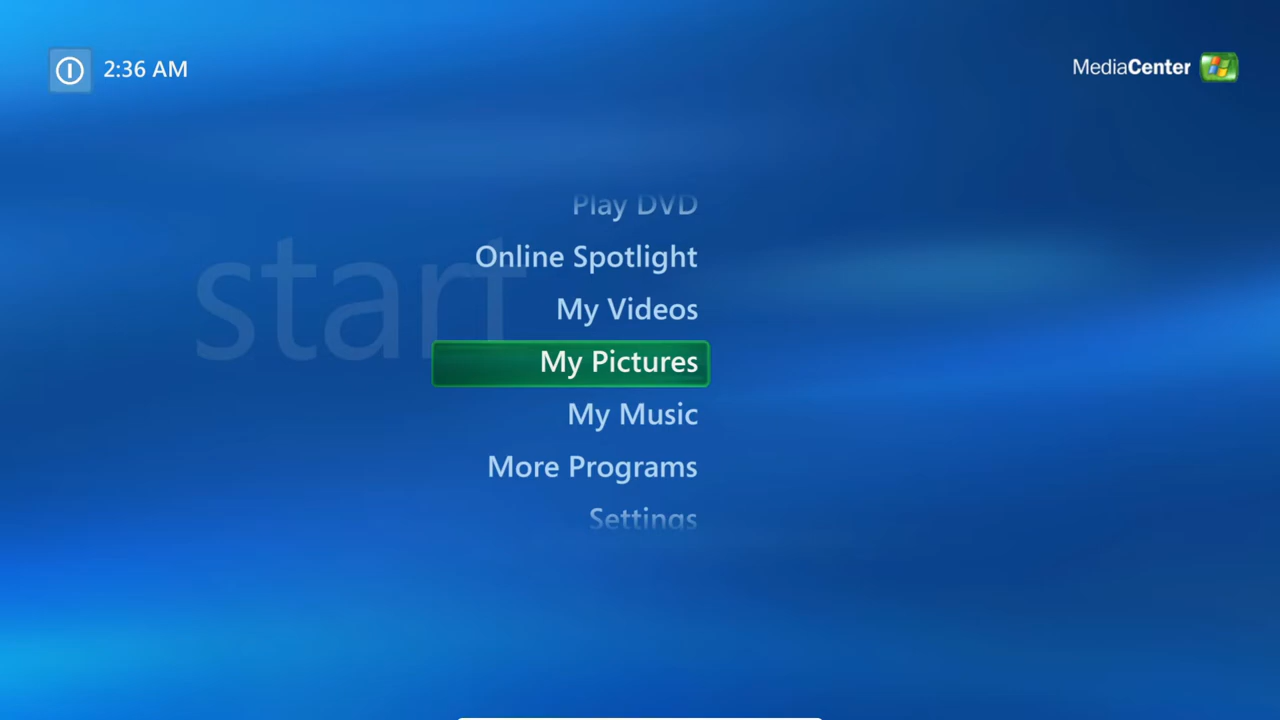 2:36 AM
MediaCenter
start
Play DVD
Online Spotlight
My Videos
My Pictures
My Music
More Programs
Settings